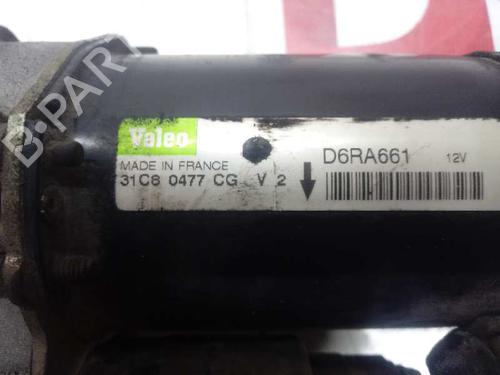 B-PARTS
Valeo
MADE IN FRANCE
31C8 0477 CG V 2
D6RA661 12V